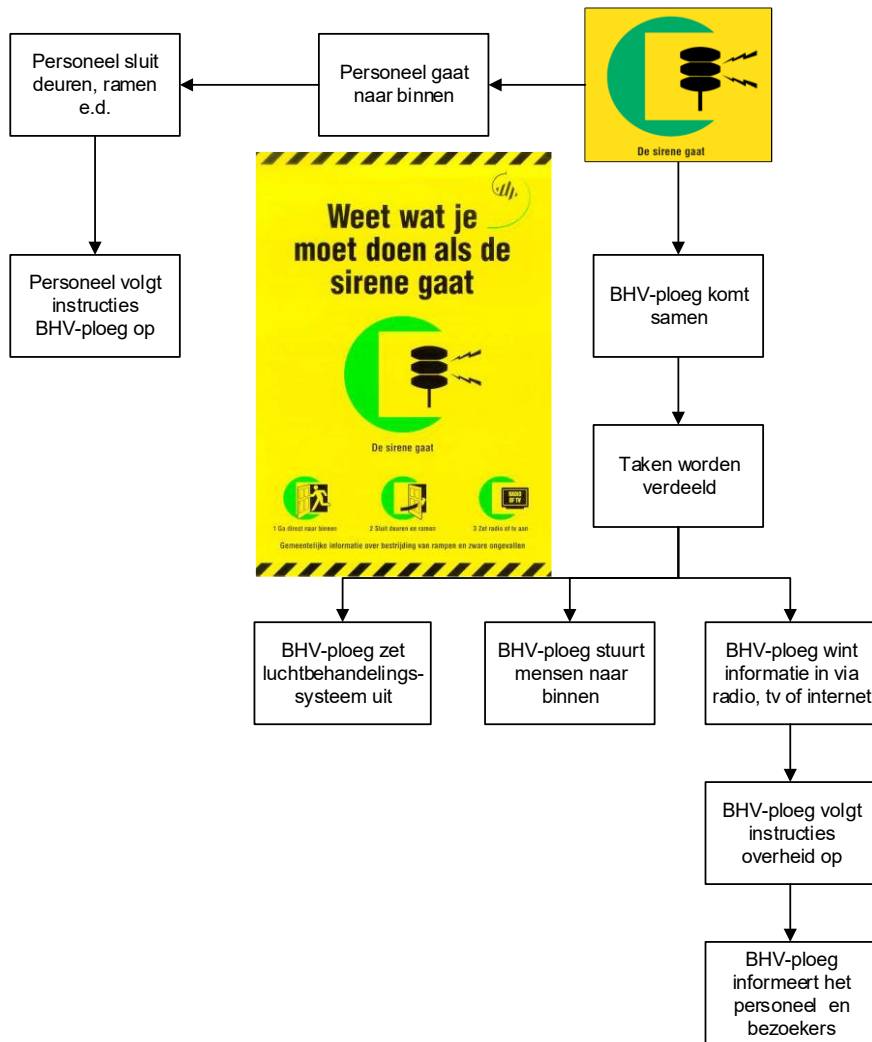 Personeel sluit
deuren, ramen
e.d.
Personeel gaat
naar binnen
De sirene gaat
Weet wat je
moet doen als de
sirene gaat
De sirene gaat
RADIO
OF TV
1 Ga direct naar binnen
2 Sluit deuren en ramen
3 Zet radio of tv aan
Gemeentelijke informatie over bestrijding van rampen en zware ongevallen
Personeel volgt
instructies
BHV-ploeg op
BHV-ploeg komt
samen
Taken worden
verdeeld
BHV-ploeg zet
luchtbehandelings-
systeem uit
BHV-ploeg stuurt
mensen naar
binnen
BHV-ploeg wint
informatie in via
radio, tv of internet
BHV-ploeg volgt
instructies
overheid op
BHV-ploeg
informeert het
personeel en
bezoekers